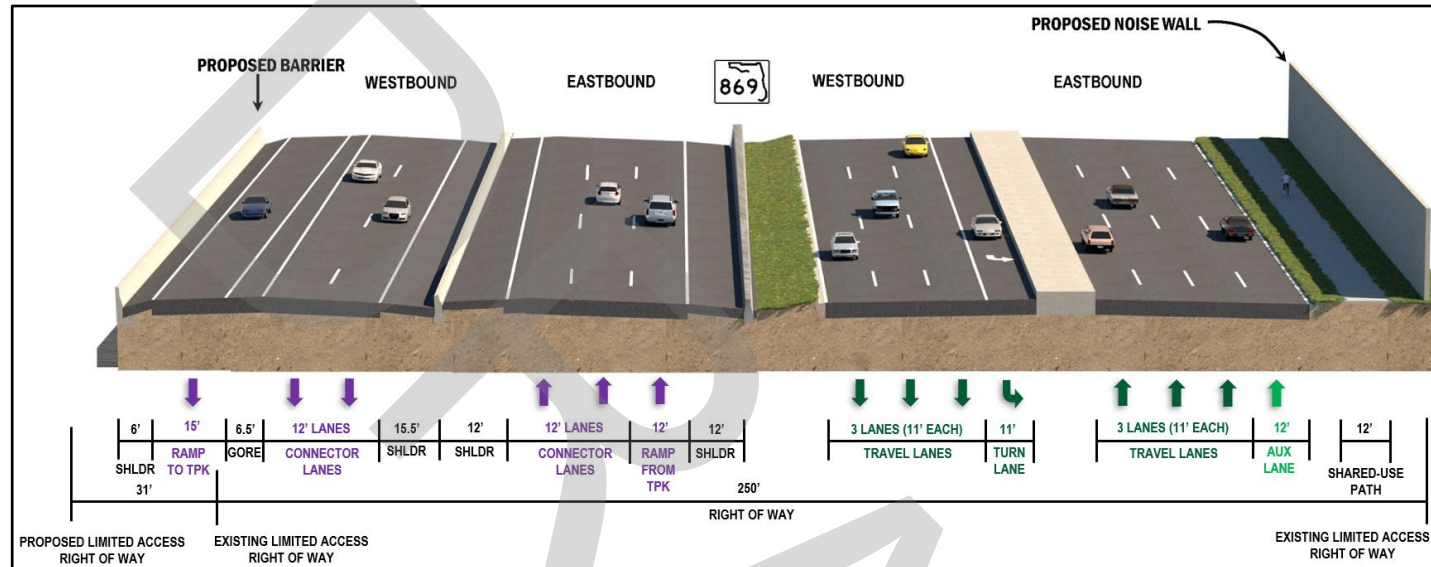 PROPOSED NOISE WALL
PROPOSED BARRIER
WESTBOUND
EASTBOUND
869
WESTBOUND
EASTBOUND
6'
SHLDR
15'
RAMP
TO TPK
6.5'
GORE
12' LANES
CONNECTOR
LANES
15.5'
SHLDR
12'
SHLDR
12' LANES
CONNECTOR
LANES
12'
RAMP
FROM
TPK
12'
SHLDR
3 LANES (11' EACH)
TRAVEL LANES
11'
TURN
LANE
3 LANES (11' EACH)
TRAVEL LANES
12'
AUX
LANE
12'
SHARED-USE
PATH
31'
250'
RIGHT OF WAY
PROPOSED LIMITED ACCESS
RIGHT OF WAY
EXISTING LIMITED ACCESS
RIGHT OF WAY
EXISTING LIMITED ACCESS
RIGHT OF WAY